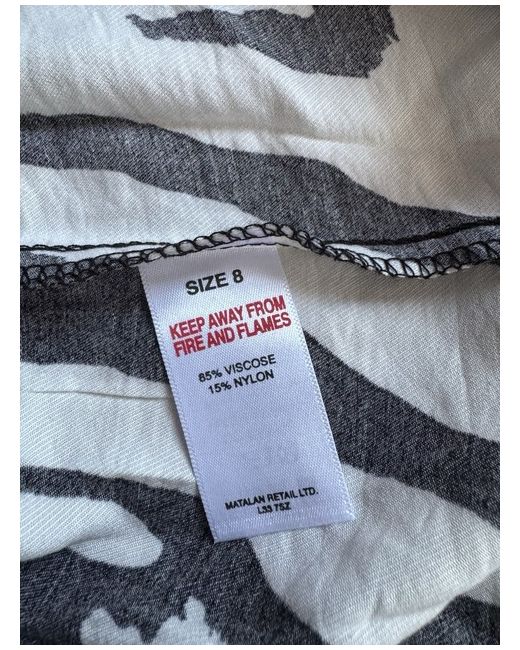 SIZE 8
KEEP AWAY FROM
FIRE AND FLAMES
85% VISCOSE
15% NYLON
MATALAN RETAIL LTD.
L33 7SZ